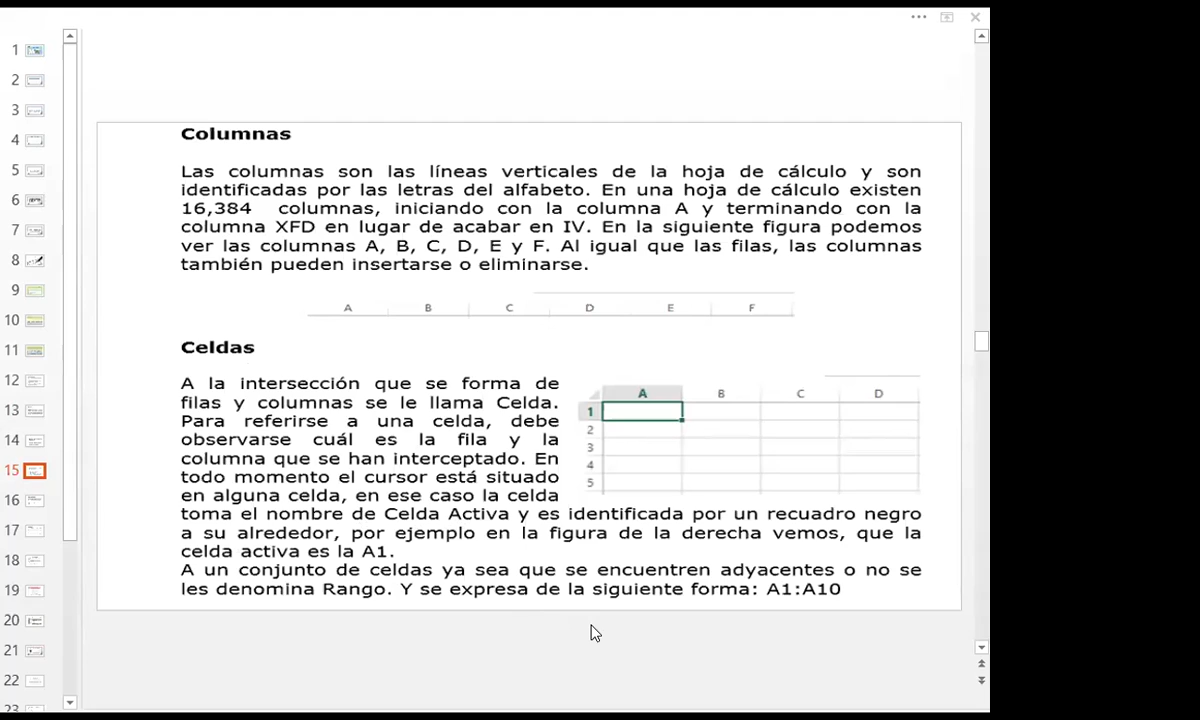 1
2
3
4
5
6
7
8
9
10
11
12
13
14
15
16
17
18
19
20
21
22
23
Columnas
Las columnas son las líneas verticales de la hoja de cálculo y son
identificadas por las letras del alfabeto. En una hoja de cálculo existen
16,384 columnas, iniciando con la columna A y terminando con la
columna XFD en lugar de acabar en IV. En la siguiente figura podemos
ver las columnas A, B, C, D, E y F. Al igual que las filas, las columnas
también pueden insertarse o eliminarse.
A B C D E F
Celdas
A la intersección que se forma de
filas y columnas se le llama Celda.
Para referirse a una celda, debe
observarse cuál es la fila y la
columna que se han interceptado. En
todo momento el cursor está situado
en alguna celda, en ese caso la celda
toma el nombre de Celda Activa y es identificada por un recuadro negro
a su alrededor, por ejemplo en la figura de la derecha vemos, que la
celda activa es la A1.
A un conjunto de celdas ya sea que se encuentren adyacentes o no se
les denomina Rango. Y se expresa de la siguiente forma: A1:A10
A B C D
1
2
3
4
5